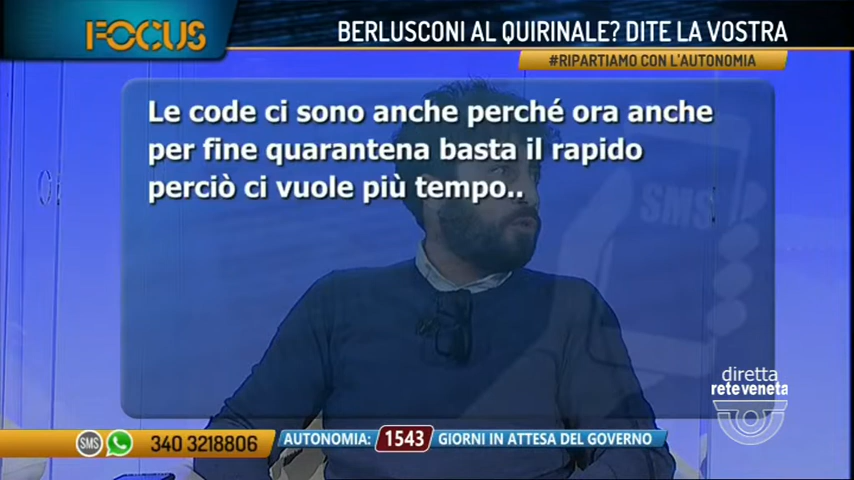 FOCUS
BERLUSCONI AL QUIRINALE? DITE LA VOSTRA
#RIPARTIAMO CON L'AUTONOMIA
Le code ci sono anche perché ora anche
per fine quarantena basta il rapido
perciò ci vuole più tempo..
SMS
diretta
reteveneta
SMS 340 3218806
AUTONOMIA: 1543 GIORNI IN ATTESA DEL GOVERNO